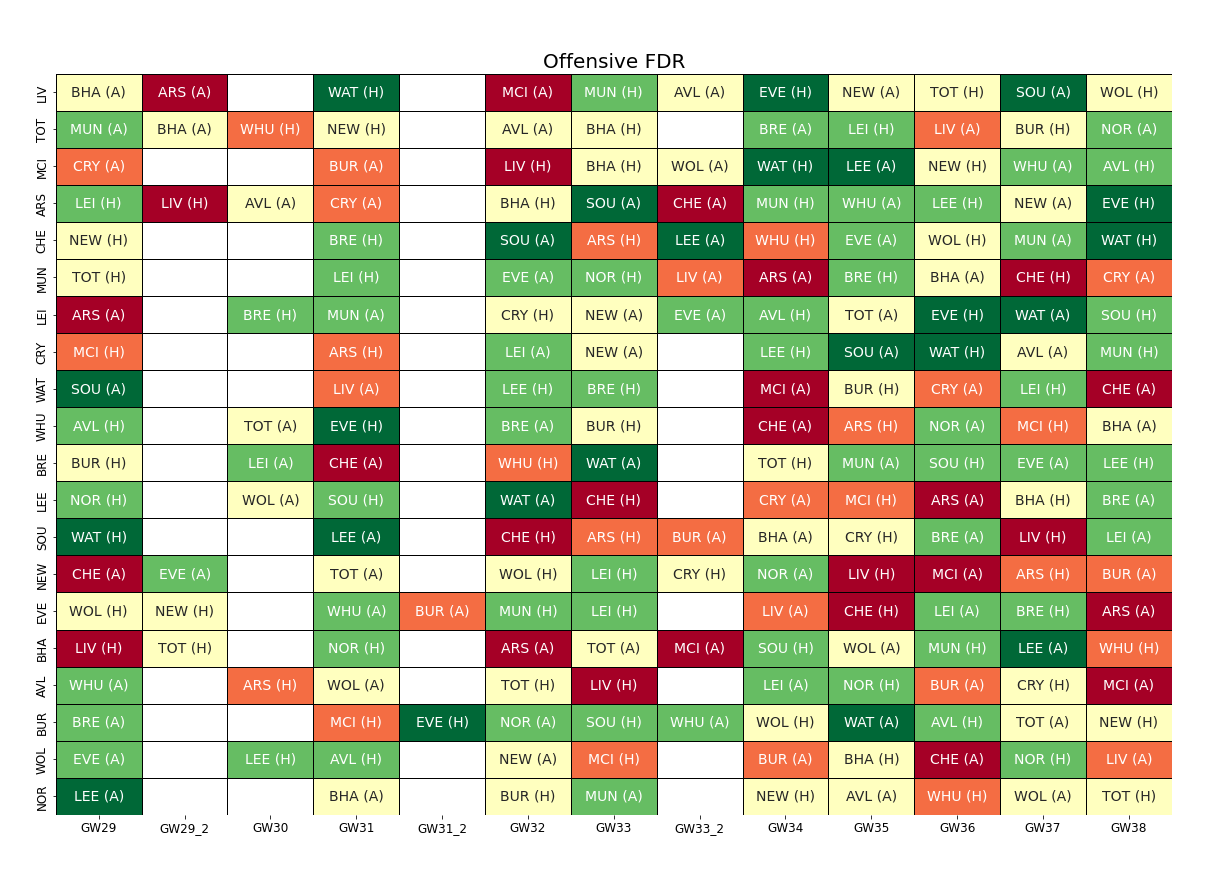 Offensive FDR
LIV BHA (A) ARS (A) WAT (H) MCI (A) MUN (H) AVL (A) EVE (H) NEW (A) TOT (H) SOU (A) WOL (H)
TOT MUN (A) BHA (A) WHU (H) NEW (H) AVL (A) BHA (H) BRE (A) LEI (H) LIV (A) BUR (H) NOR (A)
MCI CRY (A) BUR (A) LIV (H) BHA (H) WOL (A) WAT (H) LEE (A) NEW (H) WHU (A) AVL (H)
ARS LEI (H) LIV (H) AVL (A) CRY (A) BHA (H) SOU (A) CHE (A) MUN (H) WHU (A) LEE (H) NEW (A) EVE (H)
CHE NEW (H) BRE (H) SOU (A) ARS (H) LEE (A) WHU (H) EVE (A) WOL (H) MUN (A) WAT (H)
MUN TOT (H) LEI (H) EVE (A) NOR (H) LIV (A) ARS (A) BRE (H) BHA (A) CHE (H) CRY (A)
LEI ARS (A) BRE (H) MUN (A) CRY (H) NEW (A) EVE (A) AVL (H) TOT (A) EVE (H) WAT (A) SOU (H)
CRY MCI (H) ARS (H) LEI (A) NEW (A) LEE (H) SOU (A) WAT (H) AVL (A) MUN (H)
WAT SOU (A) LIV (A) LEE (H) BRE (H) MCI (A) BUR (H) CRY (A) LEI (H) CHE (A)
WHU AVL (H) TOT (A) EVE (H) BRE (A) BUR (H) CHE (A) ARS (H) NOR (A) MCI (H) BHA (A)
BRE BUR (H) LEI (A) CHE (A) WHU (H) WAT (A) TOT (H) MUN (A) SOU (H) EVE (A) LEE (H)
LEE NOR (H) WOL (A) SOU (H) WAT (A) CHE (H) CRY (A) MCI (H) ARS (A) BHA (H) BRE (A)
SOU WAT (H) LEE (A) CHE (H) ARS (H) BUR (A) BHA (A) CRY (H) BRE (A) LIV (H) LEI (A)
NEW CHE (A) EVE (A) TOT (A) WOL (H) LEI (H) CRY (H) NOR (A) LIV (H) MCI (A) ARS (H) BUR (A)
EVE WOL (H) NEW (H) WHU (A) BUR (A) MUN (H) LEI (H) LIV (A) CHE (H) LEI (A) BRE (H) ARS (A)
BHA LIV (H) TOT (H) NOR (H) ARS (A) TOT (A) MCI (A) SOU (H) WOL (A) MUN (H) LEE (A) WHU (H)
AVL WHU (A) ARS (H) WOL (A) TOT (H) LIV (H) LEI (A) NOR (H) BUR (A) CRY (H) MCI (A)
BUR BRE (A) MCI (H) EVE (H) NOR (A) SOU (H) WHU (A) WOL (H) WAT (A) AVL (H) TOT (A) NEW (H)
WOL EVE (A) LEE (H) AVL (H) NEW (A) MCI (H) BUR (A) BHA (H) CHE (A) NOR (H) LIV (A)
NOR LEE (A) BHA (A) BUR (H) MUN (A) NEW (H) AVL (A) WHU (H) WOL (A) TOT (H)
GW29 GW29_2 GW30 GW31 GW31_2 GW32 GW33 GW33_2 GW34 GW35 GW36 GW37 GW38